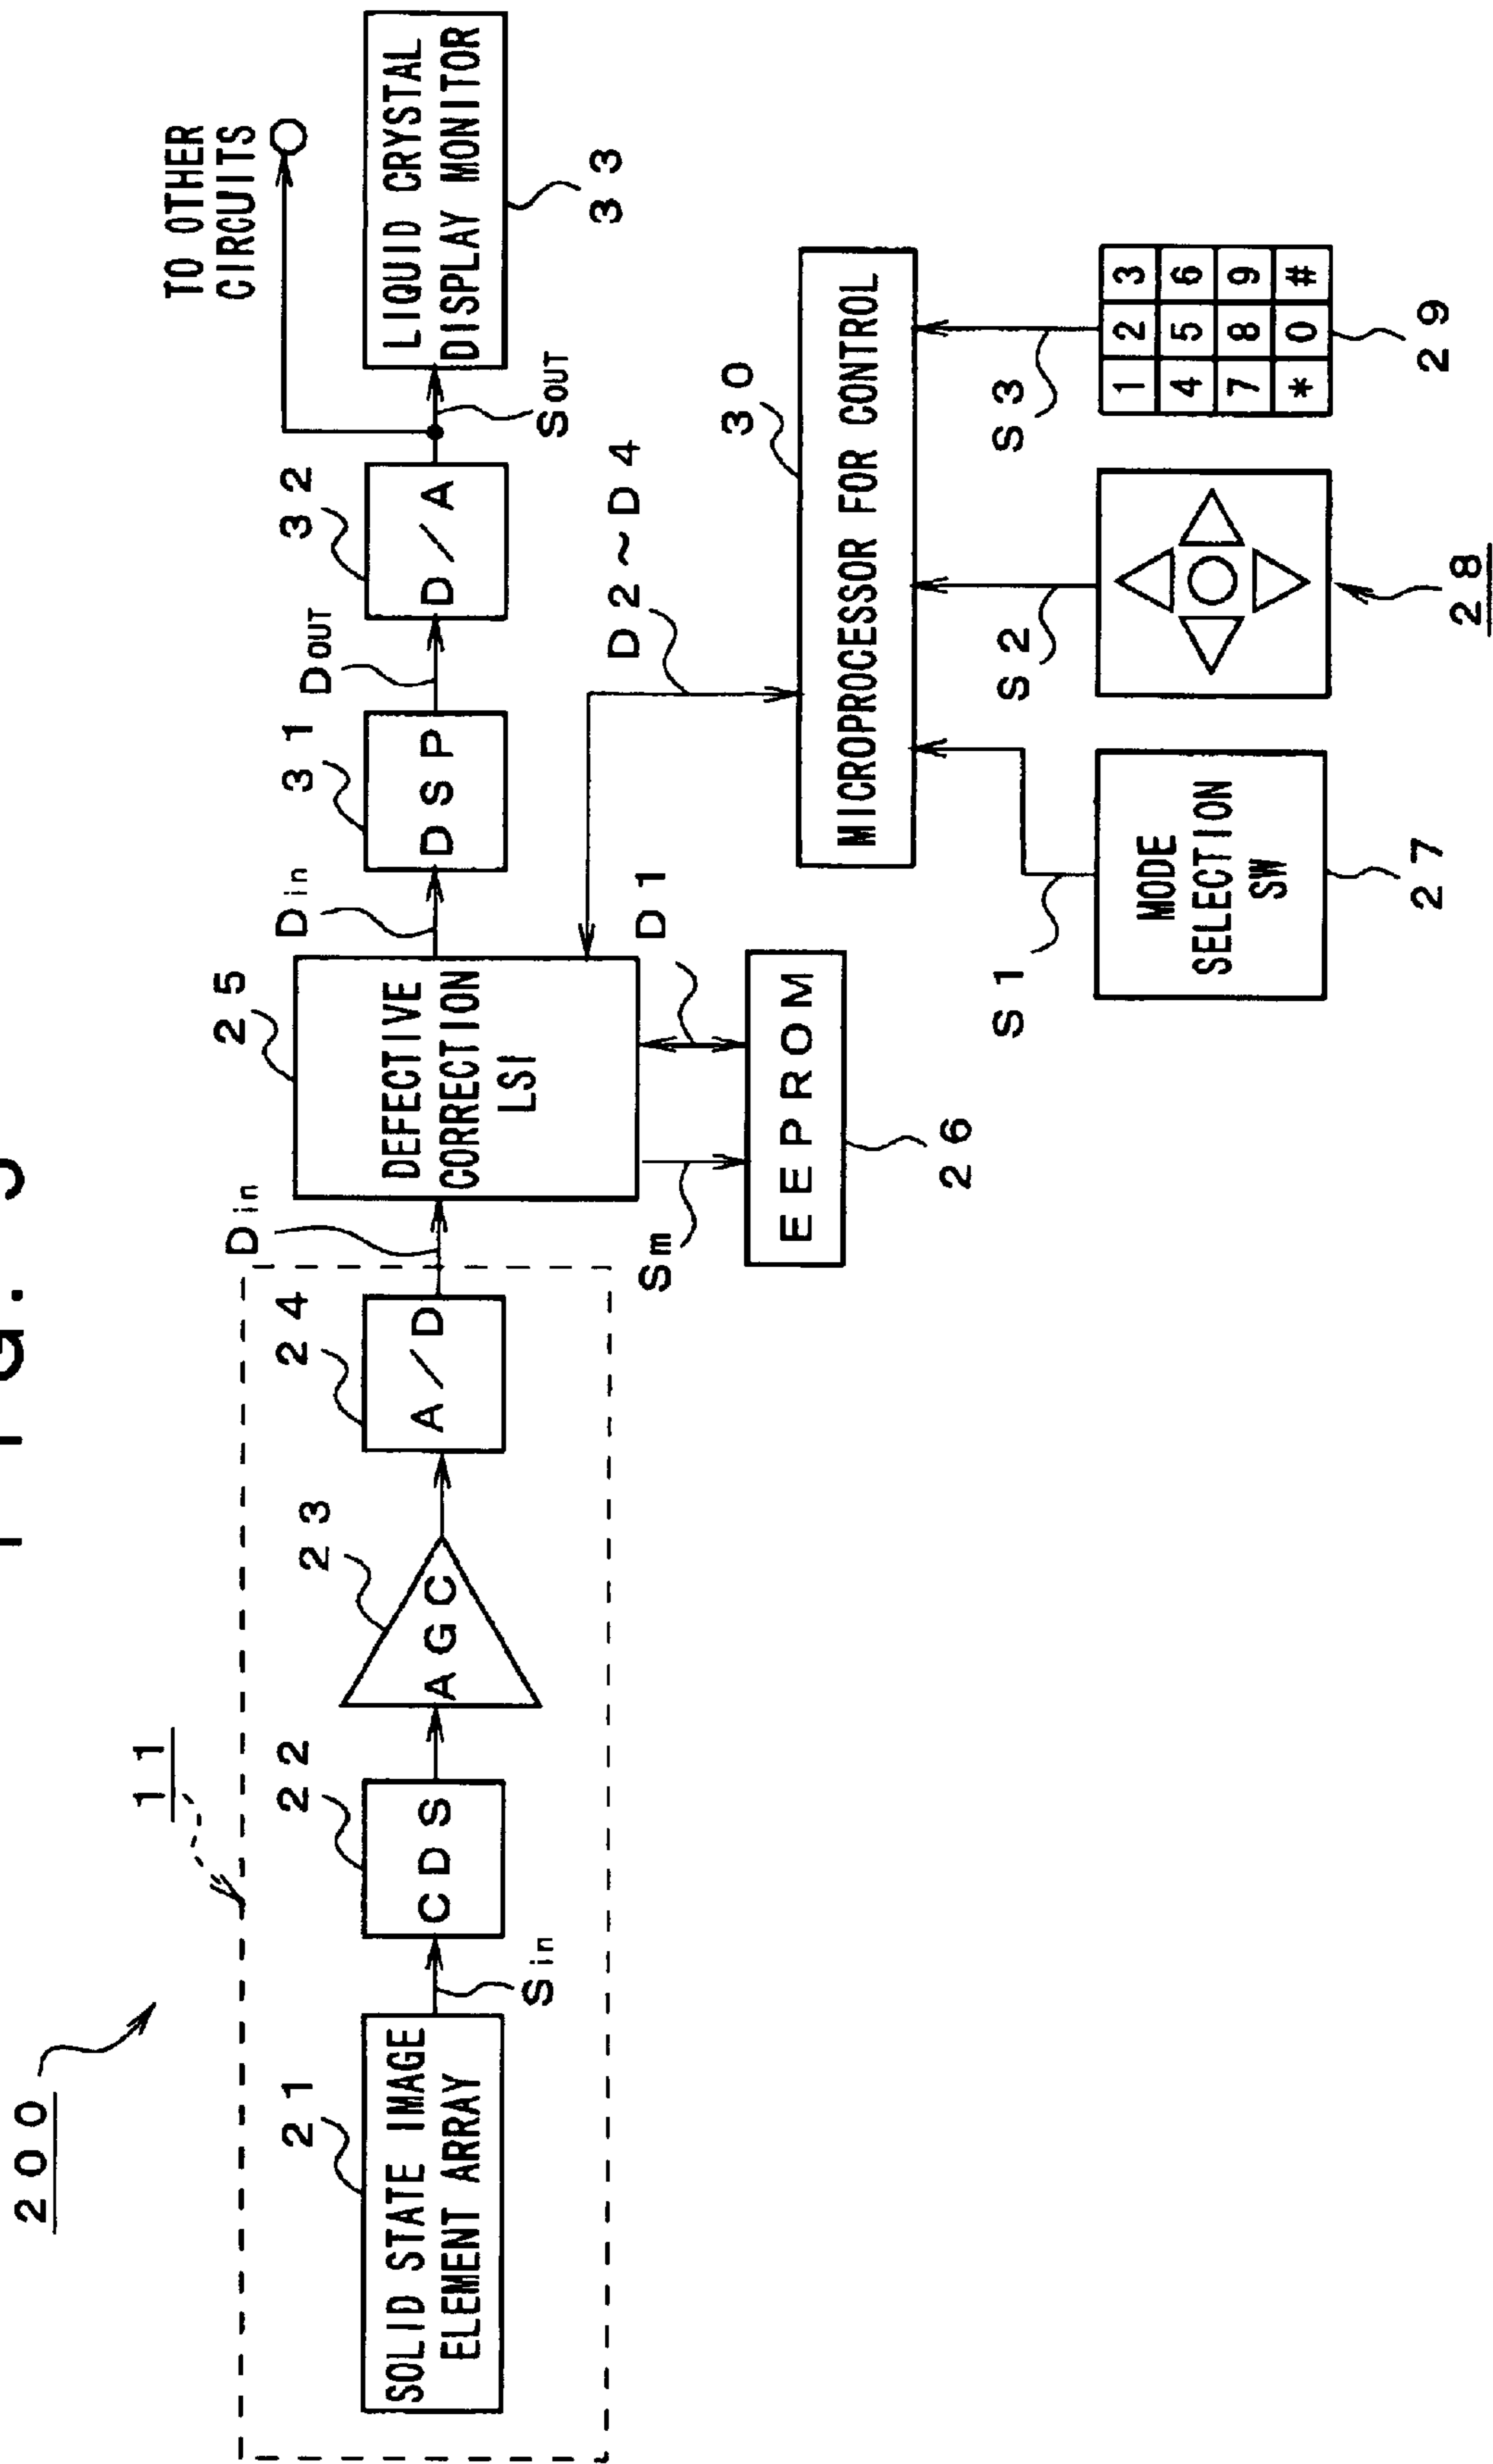 200
11
21
SOLID STATE IMAGE
ELEMENT ARRAY
Sin
22
CDS
23
AGC
24
A/D
Din
25
DEFECTIVE
CORRECTION
LSI
Din
31
DSP
DOUT
32
D/A
SOUT
TO OTHER
CIRCUITS
LIQUID CRYSTAL
DISPLAY MONITOR
33
Sm
D1
EEPROM
26
D2~D4
30
MICROPROCESSOR FOR CONTROL
S1
S2
S3
MODE
SELECTION
SW
27
28
1 2 3
4 5 6
7 8 9
* 0 #
29